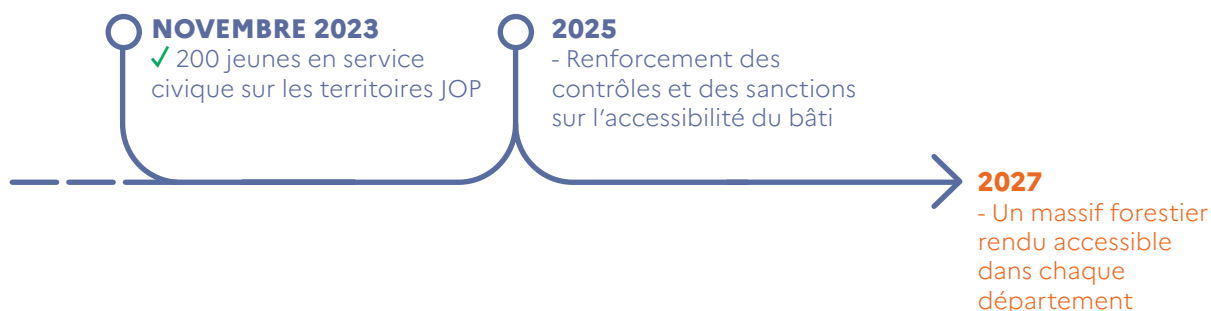 NOVEMBRE 2023
✓ 200 jeunes en service
civique sur les territoires JOP
2025
- Renforcement des
contrôles et des sanctions
sur l’accessibilité du bâti
2027
- Un massif forestier
rendu accessible
dans chaque
département